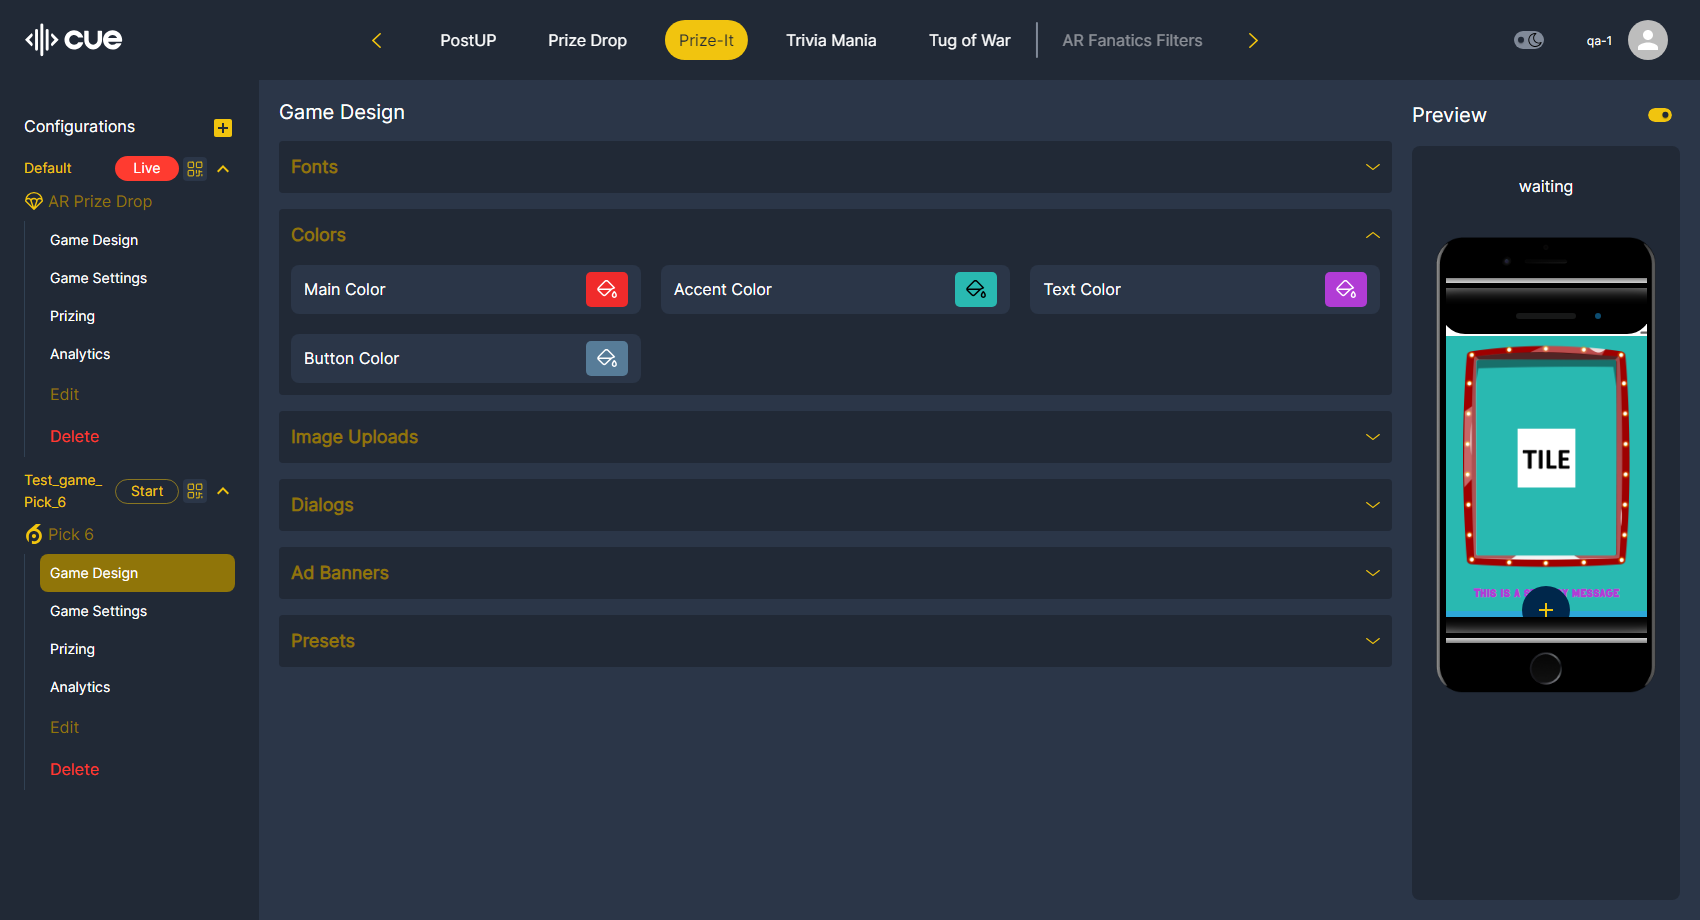 cue
PostUP
Prize Drop
Prize-It
Trivia Mania
Tug of War
AR Fanatics Filters
qa-1
Configurations
Default
Live
AR Prize Drop
Game Design
Game Settings
Prizing
Analytics
Edit
Delete
Test_game_
Pick_6
Start
Pick 6
Game Design
Game Settings
Prizing
Analytics
Edit
Delete
Game Design
Fonts
Colors
Main Color
Accent Color
Text Color
Button Color
Image Uploads
Dialogs
Ad Banners
Presets
Preview
waiting
TILE
THIS IS A
MESSAGE